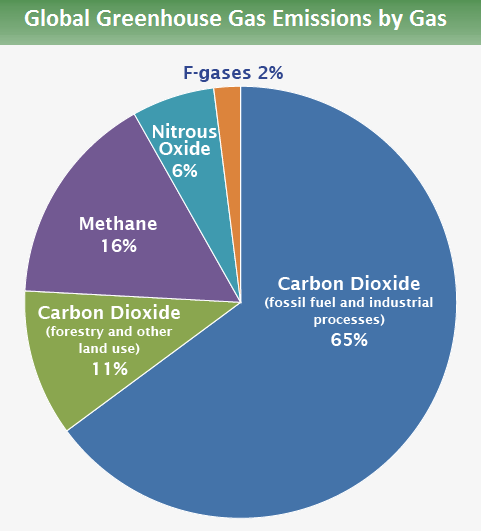 Global Greenhouse Gas Emissions by Gas
F-gases 2%
Nitrous
Oxide
6%
Methane
16%
Carbon Dioxide
(fossil fuel and industrial
processes)
65%
Carbon Dioxide
(forestry and other
land use)
11%